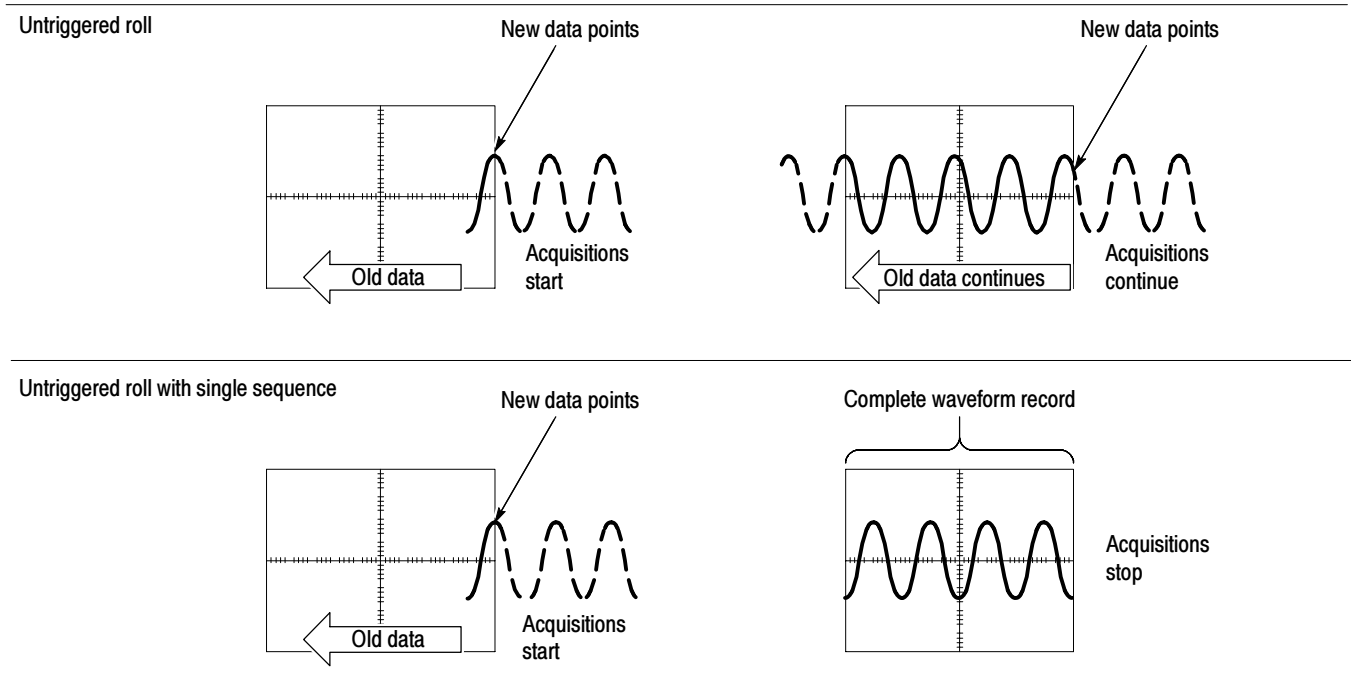 Untriggered roll
New data points
New data points
Acquisitions
start
Old data
Acquisitions
continue
Old data continues
Untriggered roll with single sequence
New data points
Complete waveform record
Acquisitions
start
Old data
Acquisitions
stop